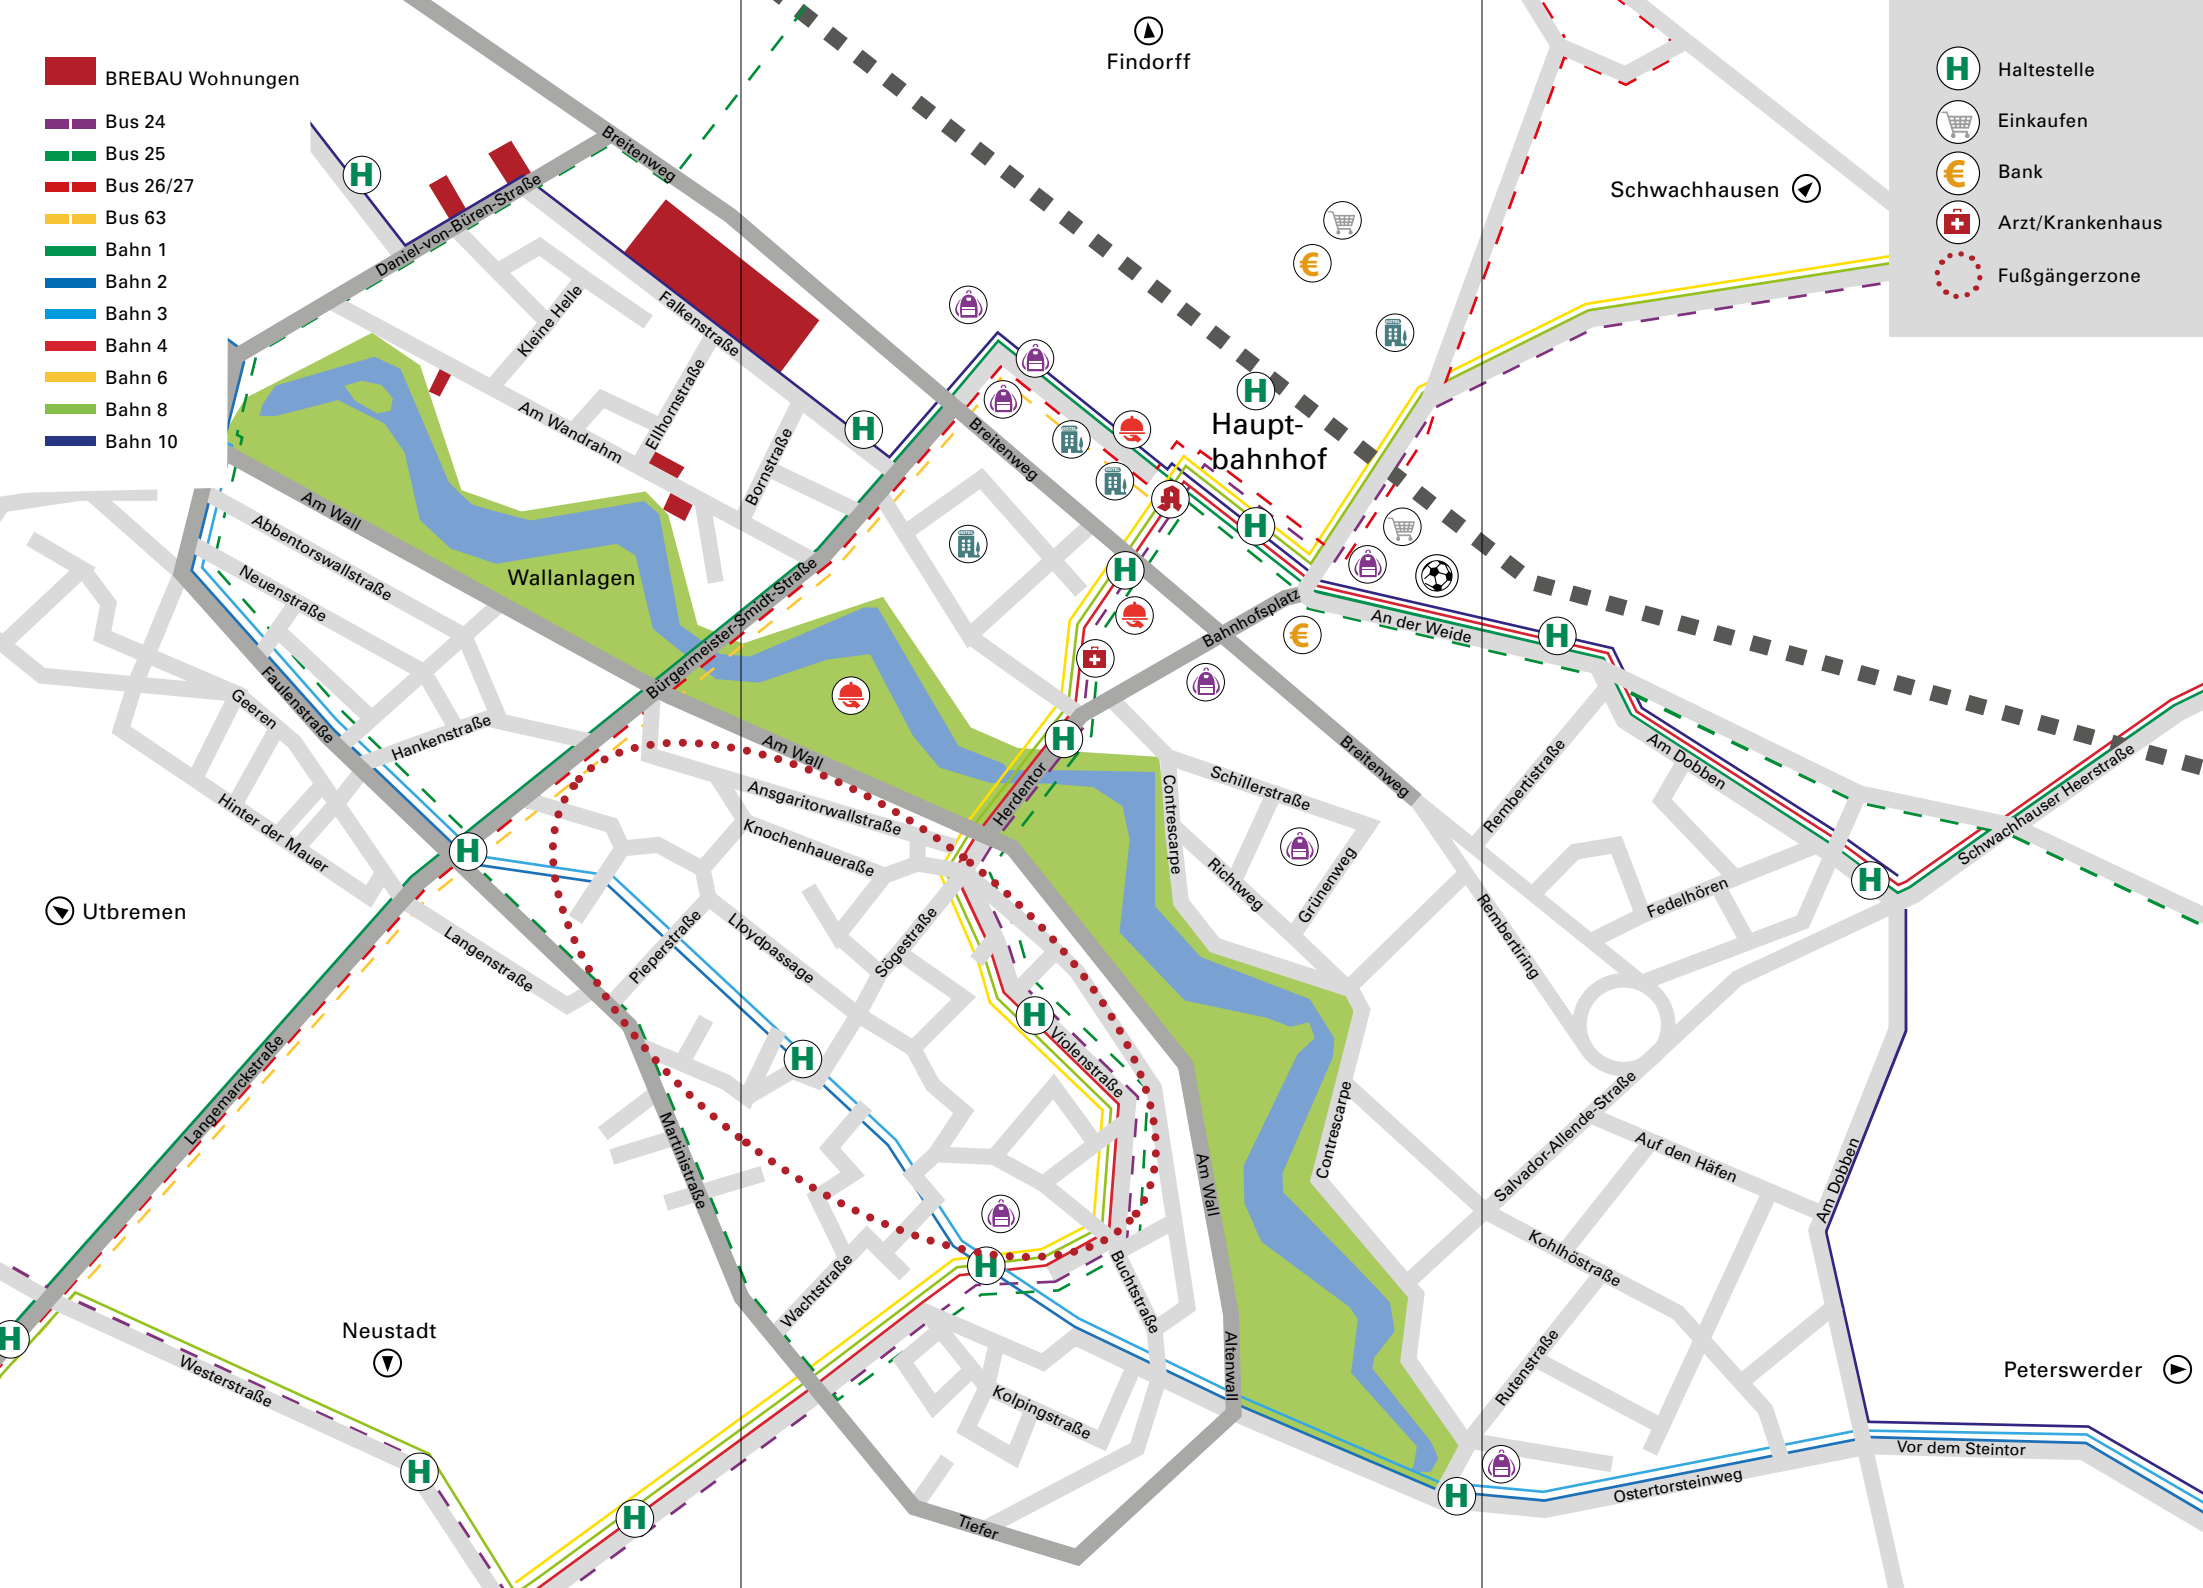 BREBAU Wohnungen
Bus 24
Bus 25
Bus 26/27
Bus 63
Bahn 1
Bahn 2
Bahn 3
Bahn 4
Bahn 6
Bahn 8
Bahn 10
Findorff
Schwachhausen
H Haltestelle
Einkaufen
€ Bank
Arzt/Krankenhaus
Fußgängerzone
H
Breitenweg
Daniel-von-Büren-Straße
Kleine Helle
Falkenstraße
Ellhornstraße
Am Wandrahm
Bornstraße
H
€
H
Haupt-
bahnhof
Breitenweg
HOTEL
HOTEL
HOTEL
HOTEL
H
H
Am Wall
Abbentorswallstraße
Neuenstraße
Wallanlagen
Bürgermeister-Smidt-Straße
Bahnhofsplatz
€
An der Weide
H
Geeren
Faulenstraße
Hankenstraße
Hinter der Mauer
H
Am Wall
Ansgaritorwallstraße
Knochenhaueraße
Herdentor
H
Contrescarpe
Schillerstraße
Richtweg
Grünenweg
Breitenweg
Rembertistraße
Am Dobben
Fedelhören
H
Schwachhauser Heerstraße
Rembertiring
Utbremen
Langenstraße
Pieperstraße
Lloydpassage
Sögestraße
H
Violenstraße
H
Langemarckstraße
Martinistraße
Am Wall
Contrescarpe
Salvador-Allende-Straße
Auf den Häfen
Am Dobben
Kohlhöstraße
H
Wachtstraße
Buchtstraße
H
Neustadt
Westerstraße
H
Kolpingstraße
Altenwall
Rutenstraße
Peterswerder
Vor dem Steintor
Ostertorsteinweg
H
H
Tiefer